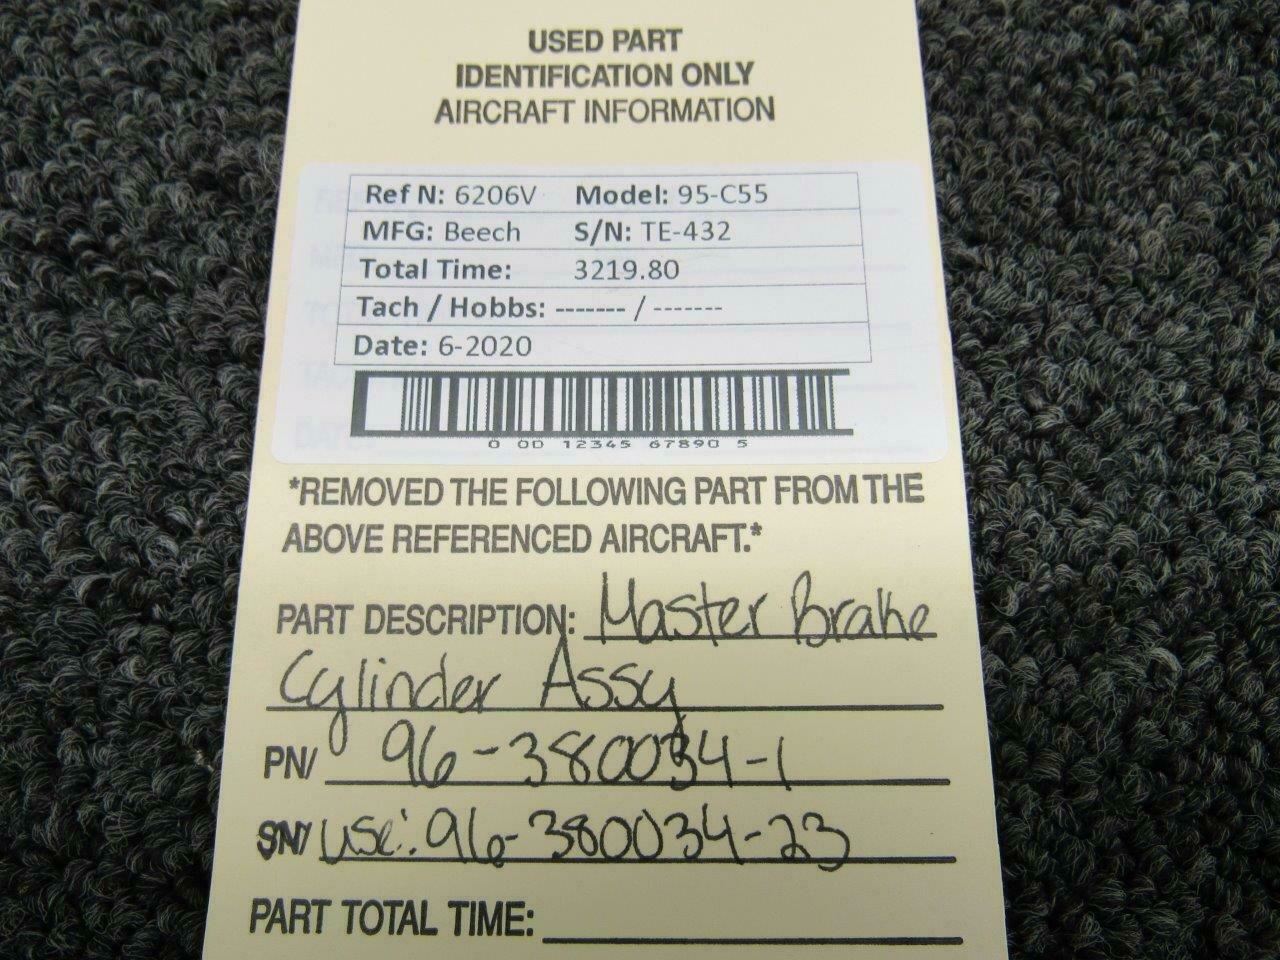 USED PART
IDENTIFICATION ONLY
AIRCRAFT INFORMATION
Ref N: 6206V Model: 95-C55
MFG: Beech S/N: TE-432
Total Time: 3219.80
Tach / Hobbs: ------- / -------
Date: 6-2020
0 00 12345 67890 5
*REMOVED THE FOLLOWING PART FROM THE
ABOVE REFERENCED AIRCRAFT.*
PART DESCRIPTION: Master Brake
Cylinder Assy
PN/ 96-380034-1
SN/ use: 96-380034-23
PART TOTAL TIME: